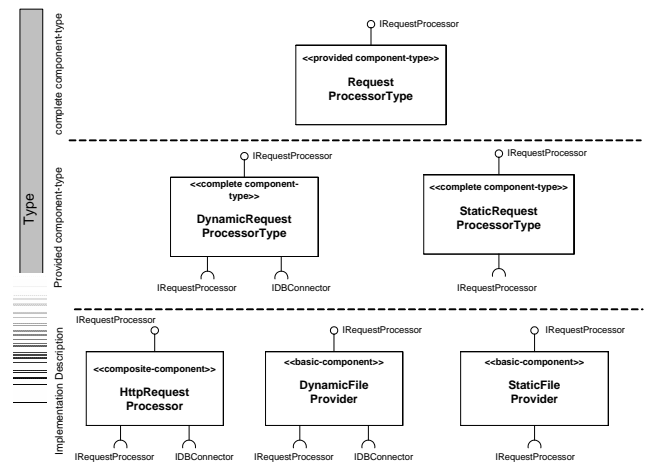 complete component-type
IRequestProcessor
<<provided component-type>>
Request
ProcessorType
Type
Provided component-type
IRequestProcessor
<<complete component-
type>>
DynamicRequest
ProcessorType
IRequestProcessor
IDBConnector
IRequestProcessor
<<complete component-type>>
StaticRequest
ProcessorType
IRequestProcessor
Implementation Description
IRequestProcessor
<<composite-component>>
HttpRequest
Processor
IRequestProcessor
IDBConnector
IRequestProcessor
<<basic-component>>
DynamicFile
Provider
IRequestProcessor
IDBConnector
IRequestProcessor
<<basic-component>>
StaticFile
Provider
IRequestProcessor